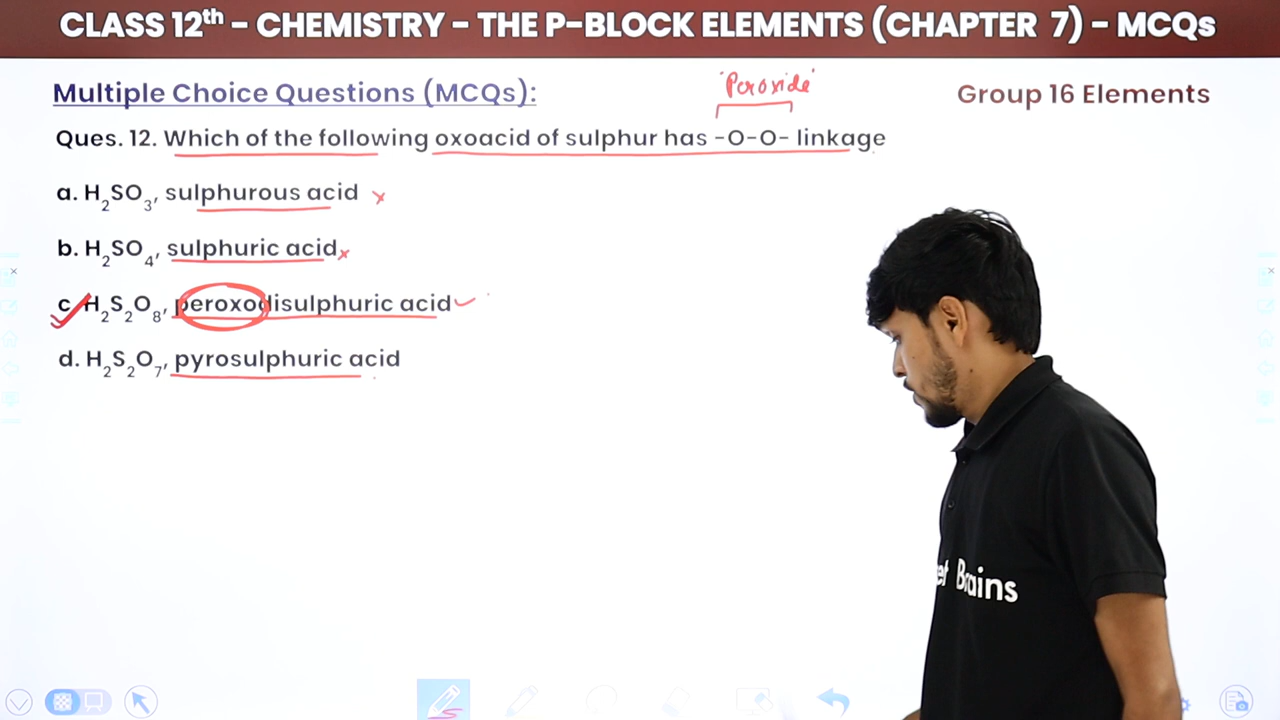 CLASS 12th - CHEMISTRY - THE P-BLOCK ELEMENTS (CHAPTER 7) - MCQs
'Peroxide'
Multiple Choice Questions (MCQs):
Group 16 Elements
Ques. 12. Which of the following oxoacid of sulphur has -O-O- linkage
a. H₂SO₃, sulphurous acid
b. H₂SO₄, sulphuric acid
c. H₂S₂O₈, peroxodisulphuric acid
d. H₂S₂O₇, pyrosulphuric acid
Brains